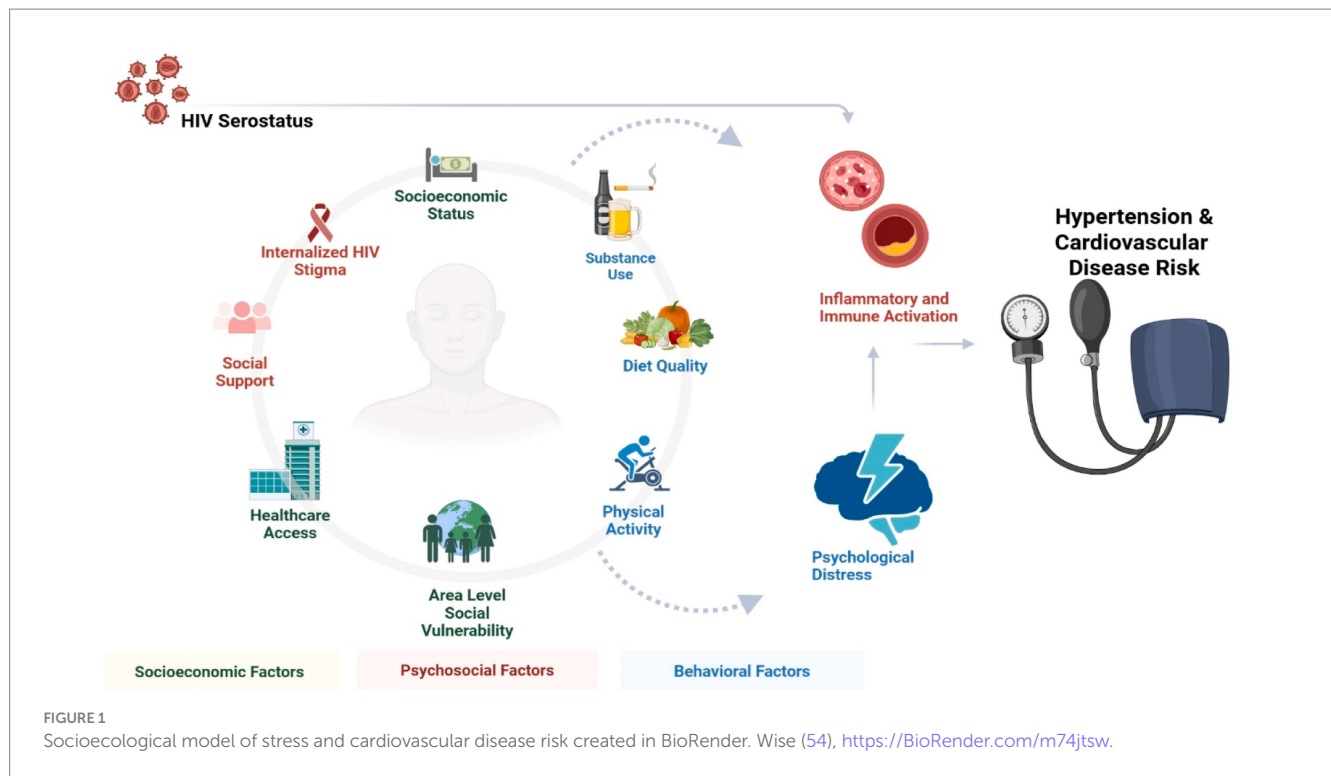 HIV Serostatus
Socioeconomic
Status
Internalized HIV
Stigma
Substance
Use
Social
Support
Diet Quality
Healthcare
Access
Physical
Activity
Area Level
Social
Vulnerability
Inflammatory and
Immune Activation
Psychological
Distress
Hypertension &
Cardiovascular
Disease Risk
Socioeconomic Factors
Psychosocial Factors
Behavioral Factors
FIGURE 1
Socioecological model of stress and cardiovascular disease risk created in BioRender. Wise (54), https://BioRender.com/m74jtsw.